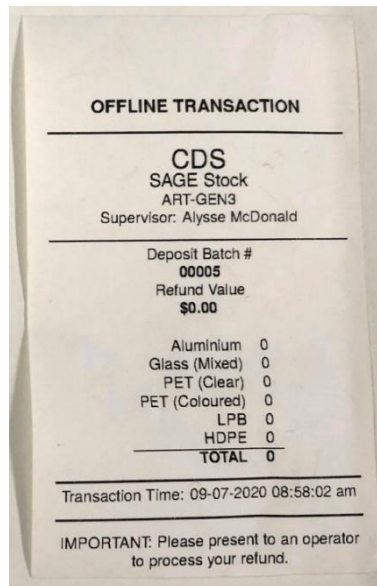 OFFLINE TRANSACTION
CDS
SAGE Stock
ART-GEN3
Supervisor: Alysse McDonald
Deposit Batch #
00005
Refund Value
$0.00
Aluminium 0
Glass (Mixed) 0
PET (Clear) 0
PET (Coloured) 0
LPB 0
HDPE 0
TOTAL 0
Transaction Time: 09-07-2020 08:58:02 am
IMPORTANT: Please present to an operator
to process your refund.